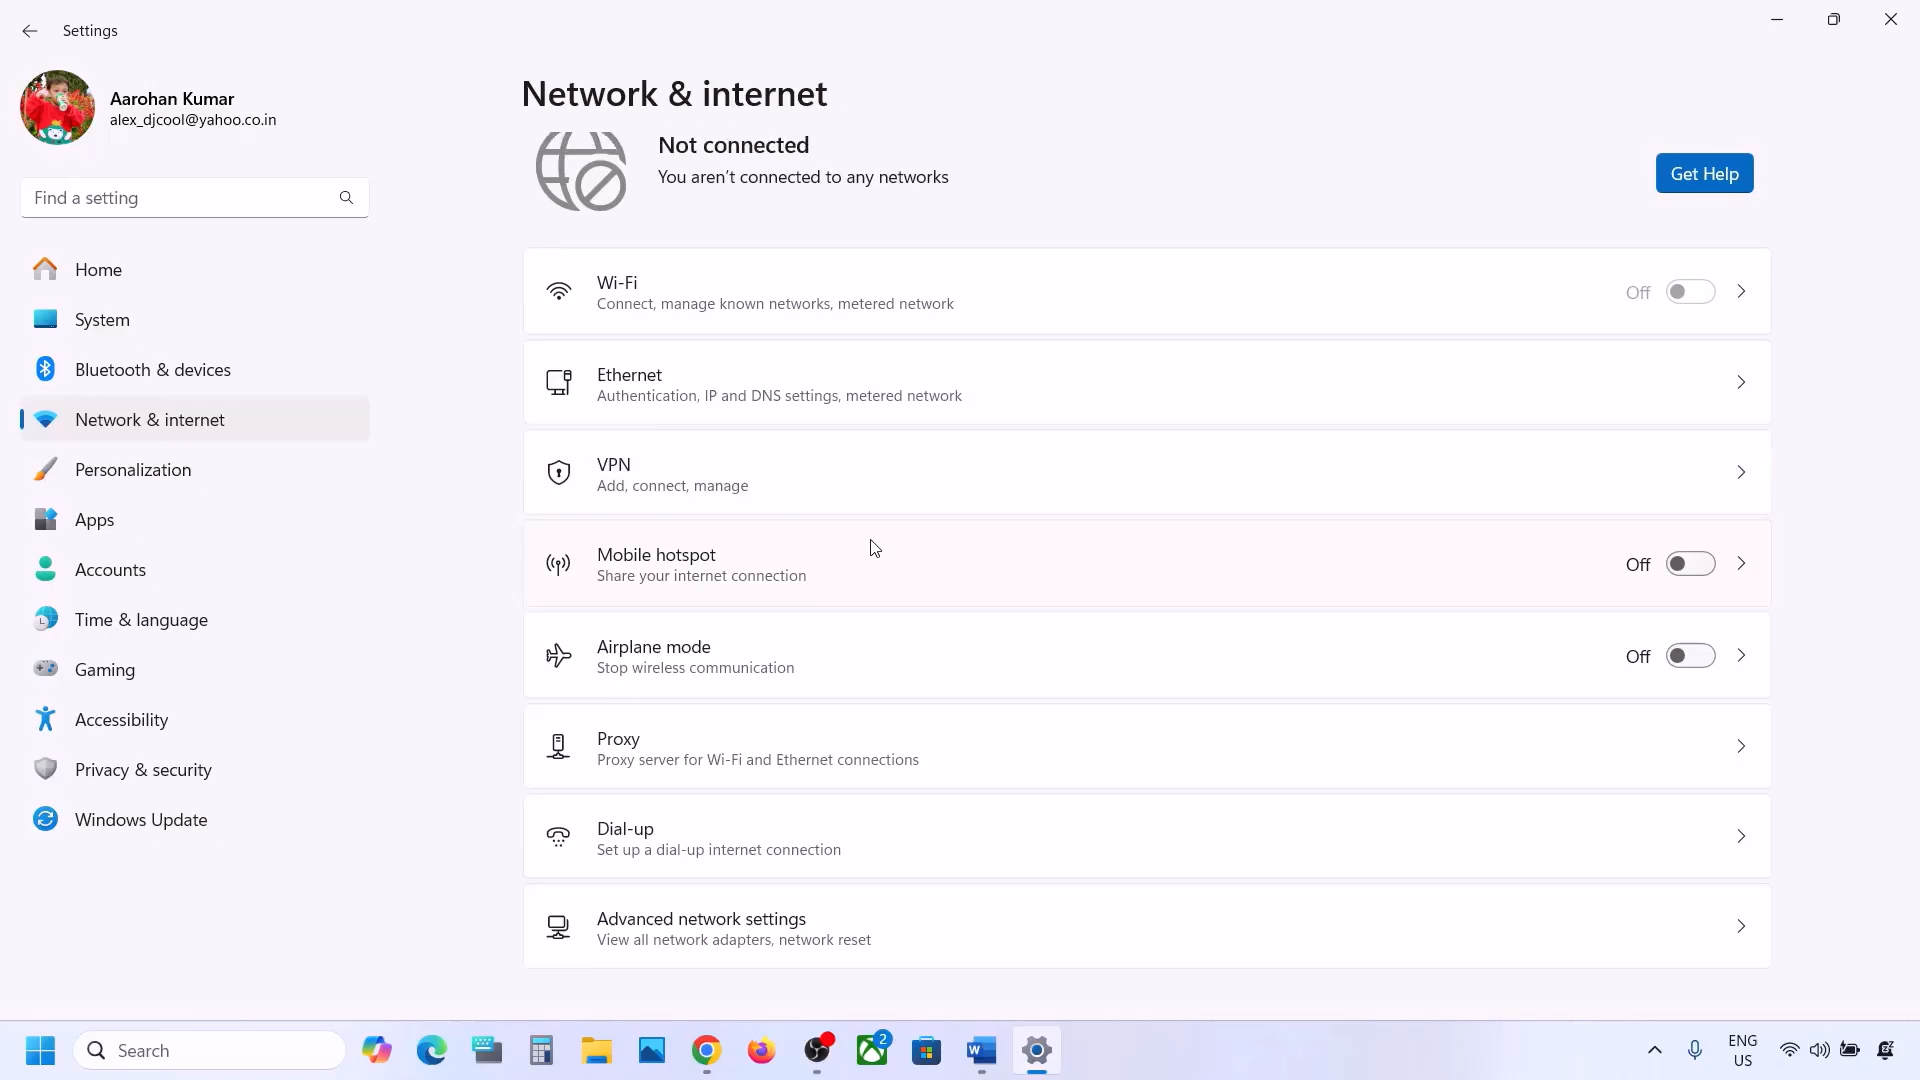 Settings
Aarohan Kumar
alex_djcool@yahoo.co.in
Find a setting
Home
System
Bluetooth & devices
Network & internet
Personalization
Apps
Accounts
Time & language
Gaming
Accessibility
Privacy & security
Windows Update
Network & internet
Not connected
You aren’t connected to any networks
Get Help
Wi-Fi
Connect, manage known networks, metered network
Off
Ethernet
Authentication, IP and DNS settings, metered network
VPN
Add, connect, manage
Mobile hotspot
Share your internet connection
Off
Airplane mode
Stop wireless communication
Off
Proxy
Proxy server for Wi-Fi and Ethernet connections
Dial-up
Set up a dial-up internet connection
Advanced network settings
View all network adapters, network reset
Search
2
ENG
US